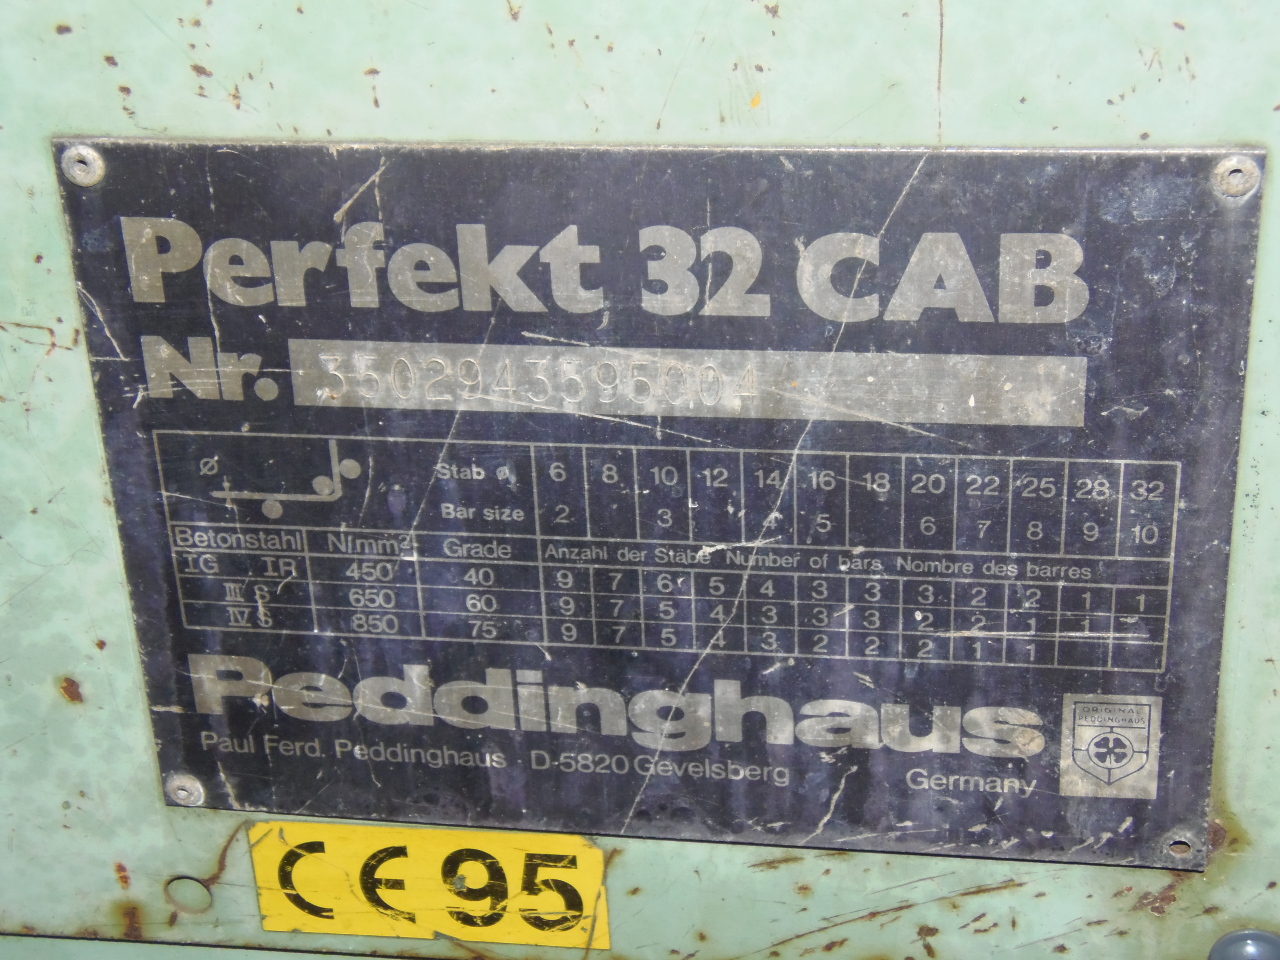 Perfekt 32 CAB
Nr. 3502943595004
ø Stab ø 6 8 10 12 14 16 18 20 22 25 28 32
Bar size 2 3 4 5 6 7 8 9 10
Betonstahl N/mm² Grade Anzahl der Stäbe Number of bars Nombre des barres
IG IR 450 40 9 7 6 5 4 3 3 3 2 2 1 1
III S 650 60 9 7 5 4 3 3 3 2 2 1 1
IV S 850 75 9 7 5 4 3 2 2 2 1 1
Peddinghaus
ORIGINAL
PEDDINGHAUS
Paul Ferd. Peddinghaus · D-5820 Gevelsberg Germany
CE 95